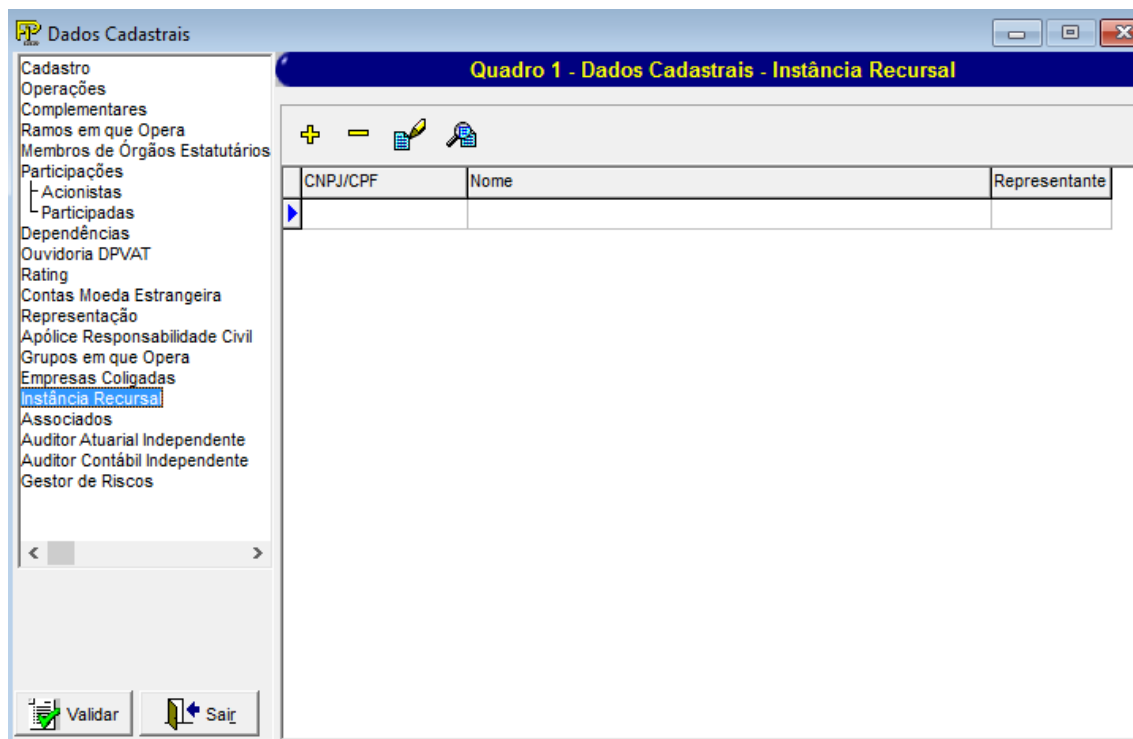 Dados Cadastrais
Cadastro
Operações
Complementares
Ramos em que Opera
Membros de Órgãos Estatutários
Participações
Acionistas
Participadas
Dependências
Ouvidoria DPVAT
Rating
Contas Moeda Estrangeira
Representação
Apólice Responsabilidade Civil
Grupos em que Opera
Empresas Coligadas
Instância Recursal
Associados
Auditor Atuarial Independente
Auditor Contábil Independente
Gestor de Riscos
Validar
Sair
Quadro 1 - Dados Cadastrais - Instância Recursal
CNPJ/CPF Nome Representante